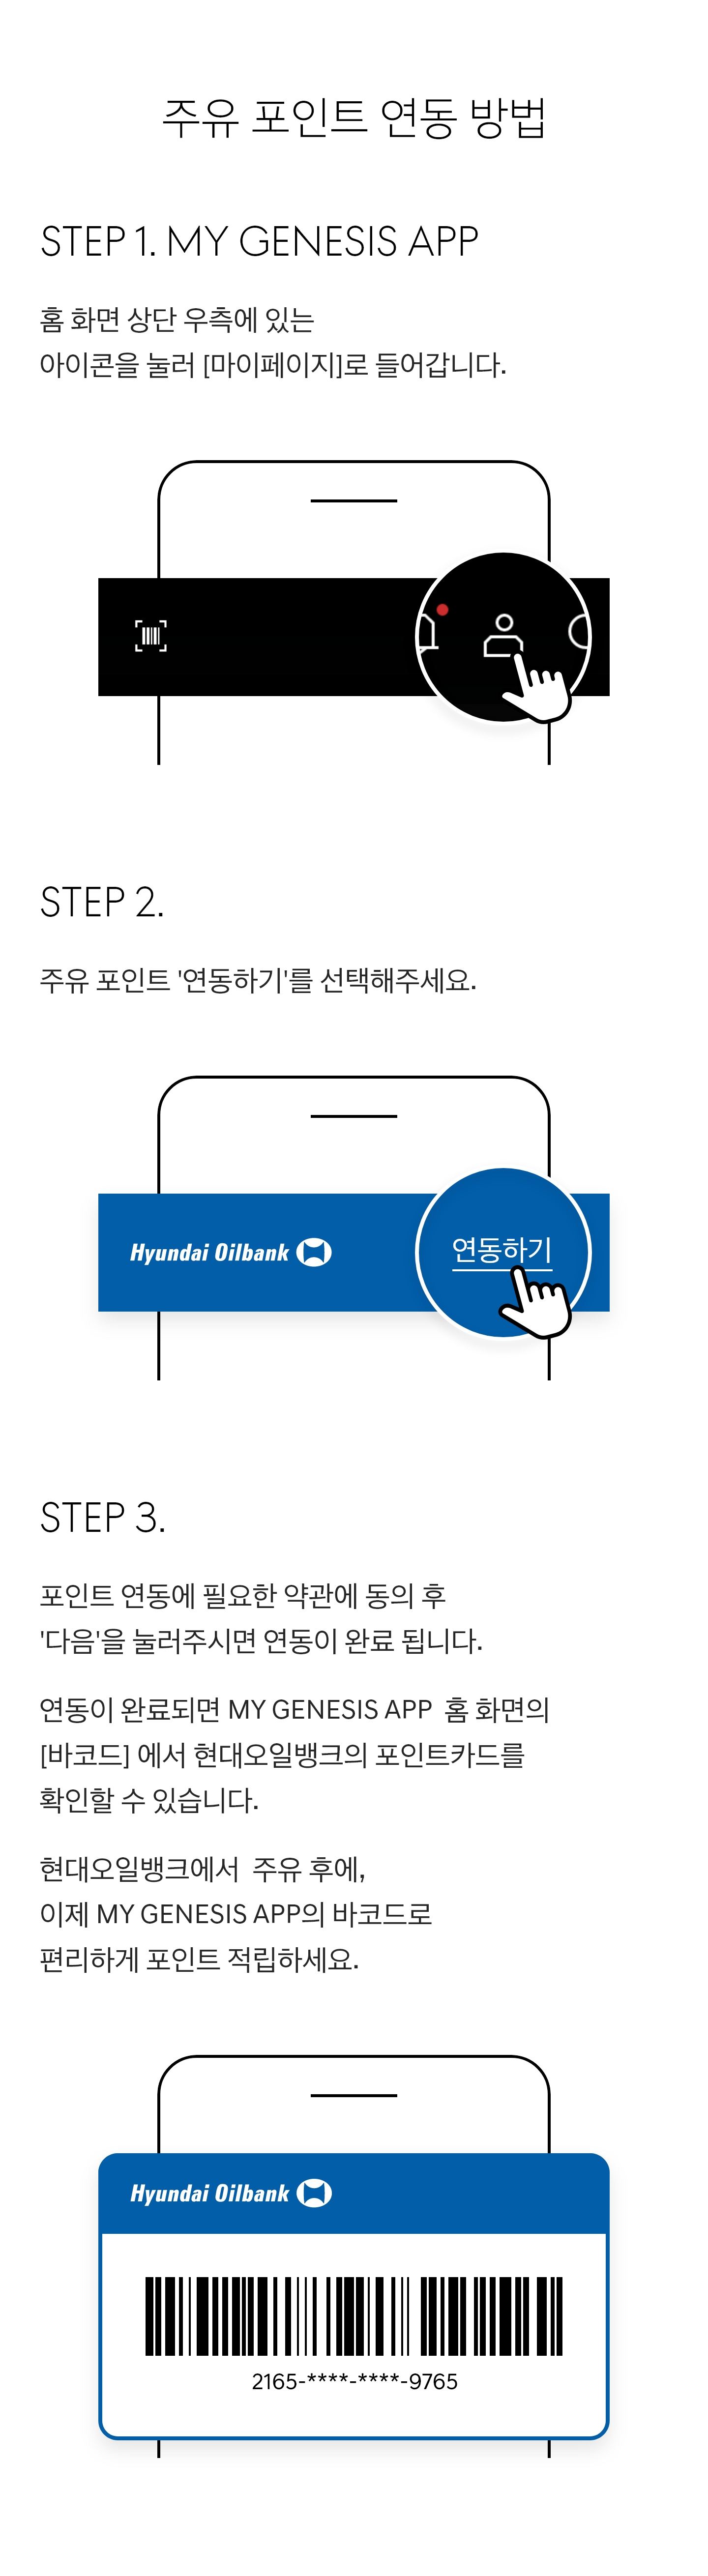 주유 포인트 연동 방법
STEP 1. MY GENESIS APP
홈 화면 상단 우측에 있는
아이콘을 눌러 [마이페이지]로 들어갑니다.
STEP 2.
주유 포인트 '연동하기'를 선택해주세요.
Hyundai Oilbank
연동하기
STEP 3.
포인트 연동에 필요한 약관에 동의 후
'다음'을 눌러주시면 연동이 완료 됩니다.
연동이 완료되면 MY GENESIS APP 홈 화면의
[바코드] 에서 현대오일뱅크의 포인트카드를
확인할 수 있습니다.
현대오일뱅크에서 주유 후에,
이제 MY GENESIS APP의 바코드로
편리하게 포인트 적립하세요.
Hyundai Oilbank
2165-****-****-9765